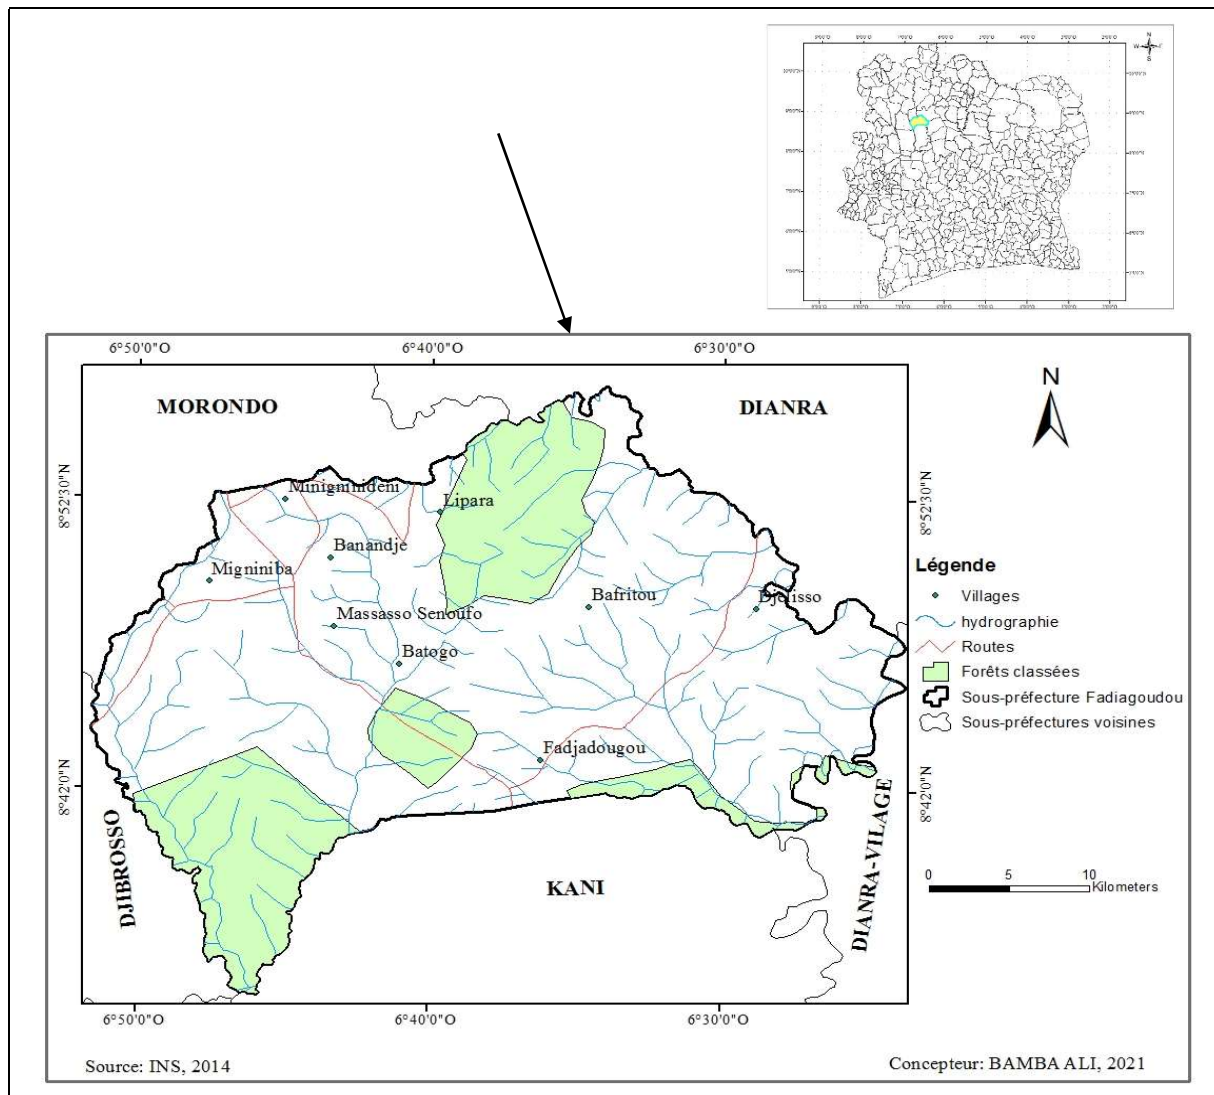 N
6°50'0"O 6°40'0"O 6°30'0"O
MORONDO
DIANRA
N
8°52'30"N
8°52'30"N
Minigninideni
Lipara
Banandje
Migniniba
Massasso Senoufo
Batogo
Bafritou
Djelisso
Fadjadougou
8°42'0"N
8°42'0"N
DJIBROSSO
KANI
DIANRA-VILAGE
Légende
Villages
hydrographie
Routes
Forêts classées
Sous-préfecture Fadiagoudou
Sous-préfectures voisines
0 5 10
Kilometers
6°50'0"O 6°40'0"O 6°30'0"O
Source: INS, 2014
Concepteur: BAMBA ALI, 2021